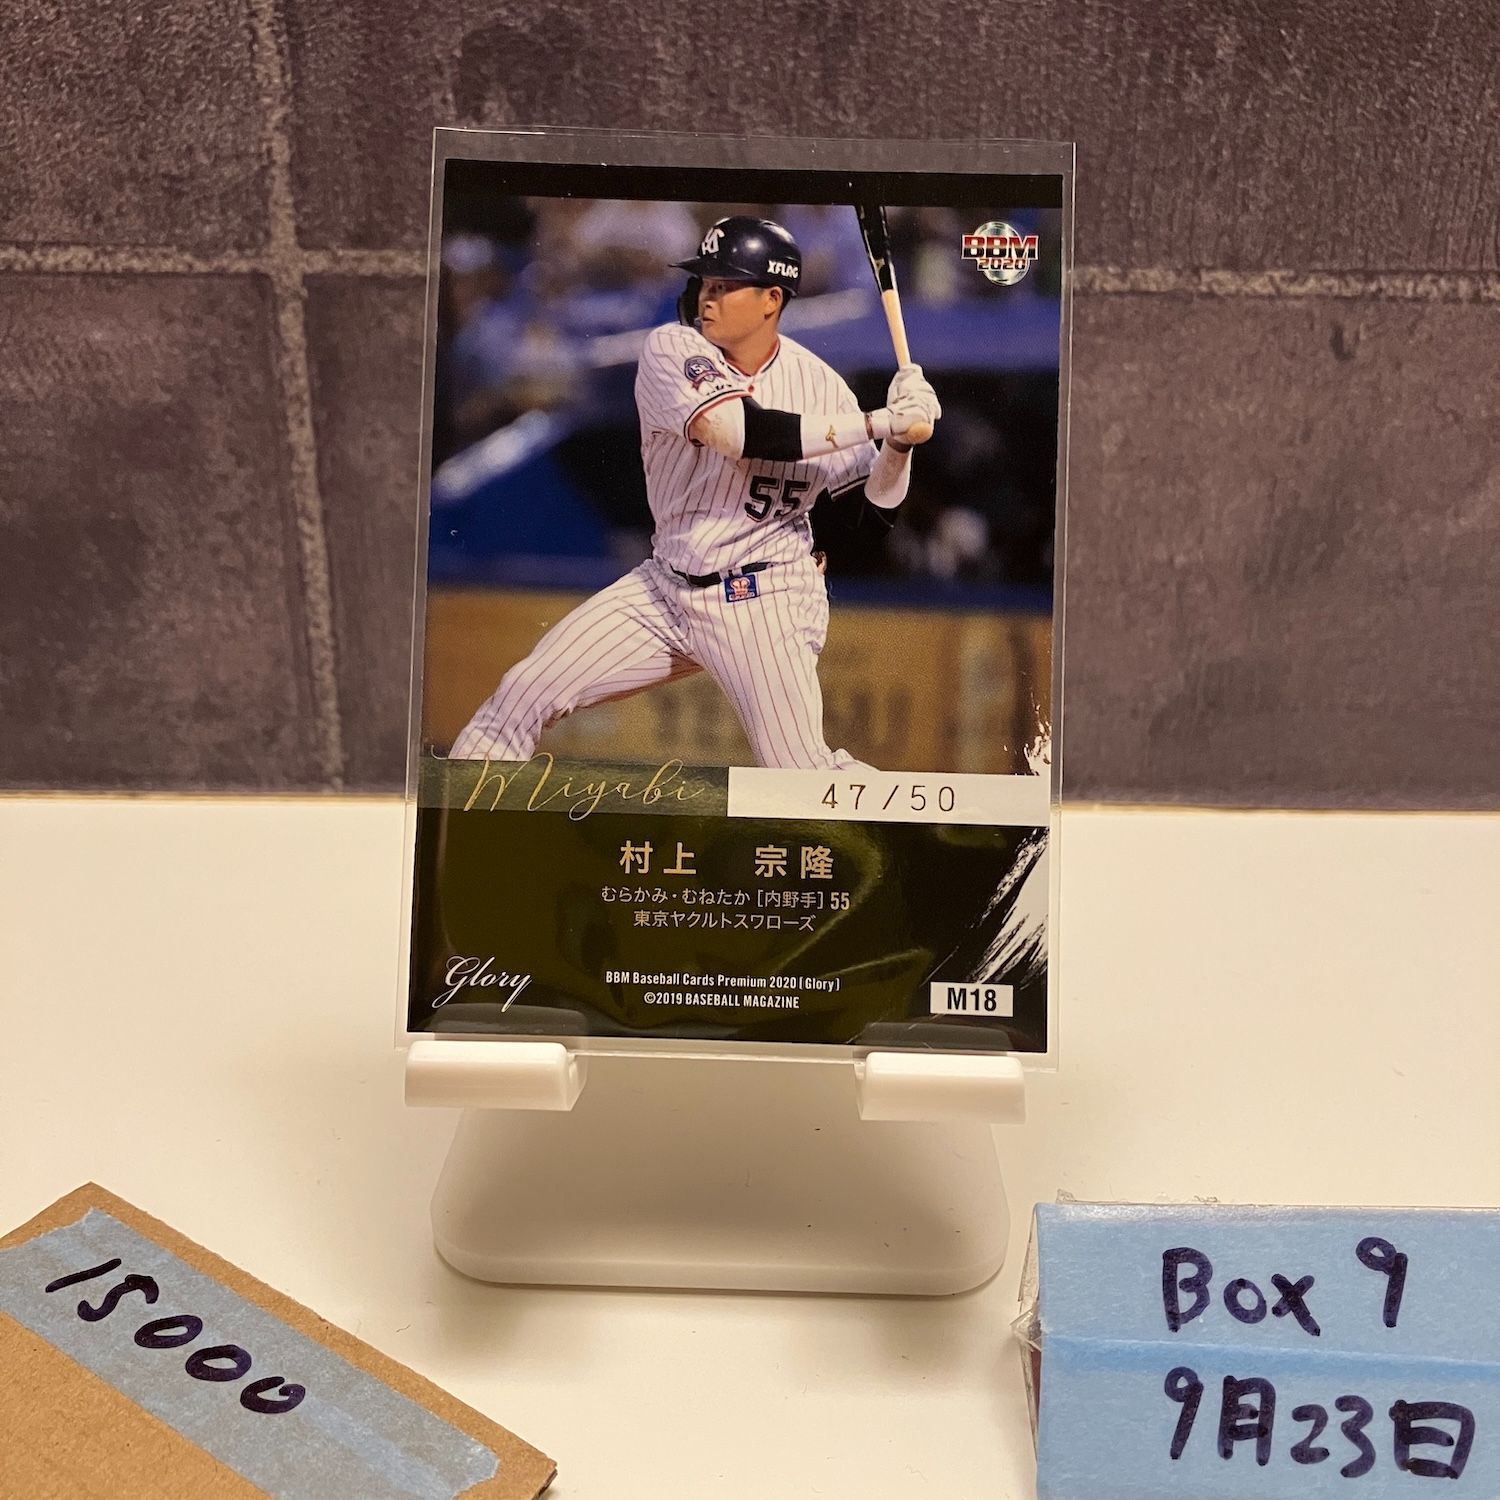 BBM
2020
XFLAG
55
Miyabi
47/50
村上 宗隆
むらかみ・むねたか [内野手] 55
東京ヤクルトスワローズ
Glory
BBM Baseball Cards Premium 2020 [Glory]
©2019 BASEBALL MAGAZINE
M18
15000
Box 9
9月23日